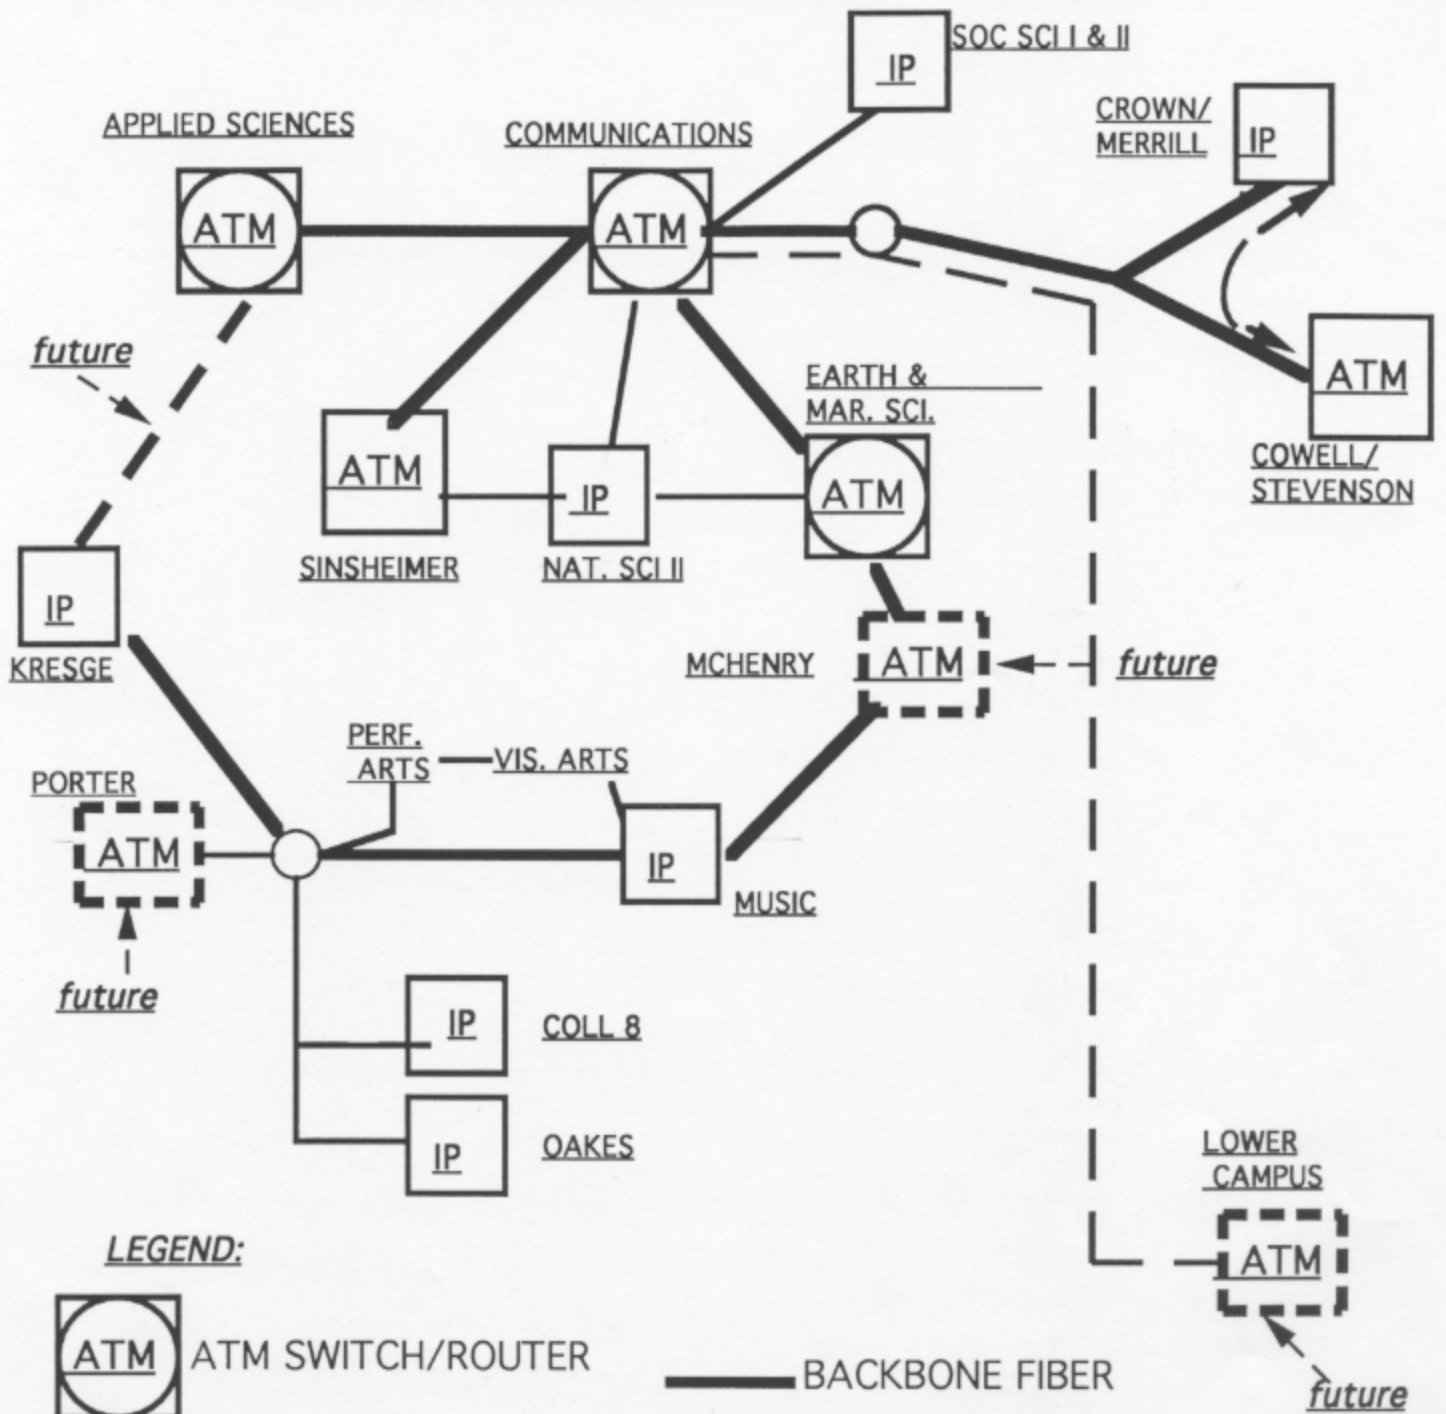 SOC SCI I & II
IP
CROWN/
MERRILL
IP
APPLIED SCIENCES
COMMUNICATIONS
ATM
ATM
future
EARTH &
MAR. SCI.
ATM
COWELL/
STEVENSON
ATM
IP
ATM
SINSHEIMER
NAT. SCI II
IP
KRESGE
MCHENRY
ATM
future
PERF.
ARTS
VIS. ARTS
PORTER
ATM
IP
MUSIC
future
IP
COLL 8
IP
OAKES
LOWER
CAMPUS
ATM
future
LEGEND:
ATM
ATM SWITCH/ROUTER
BACKBONE FIBER